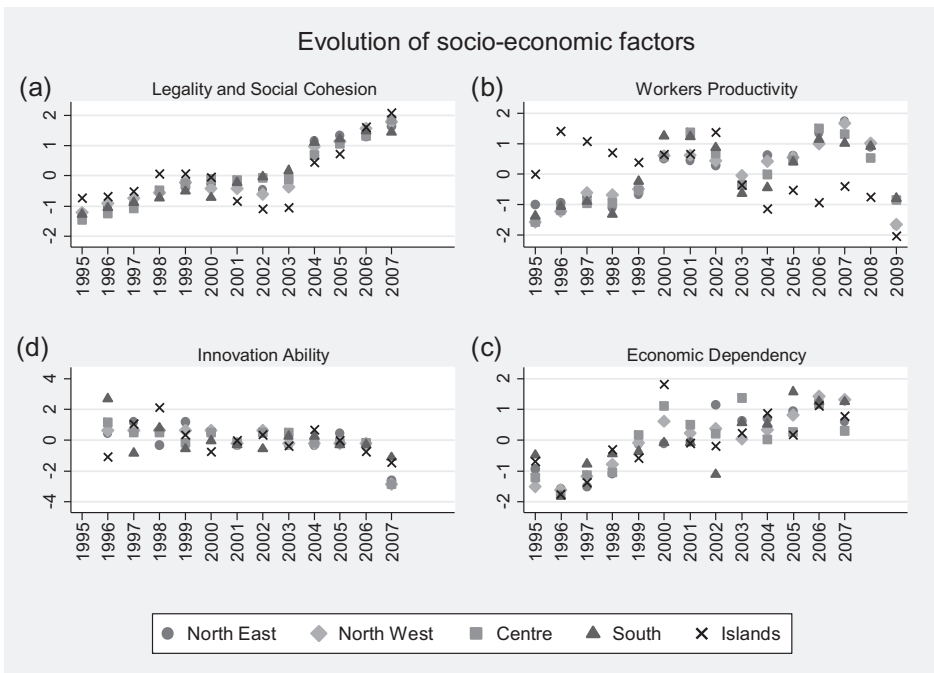 Evolution of socio-economic factors
(a)
Legality and Social Cohesion
2
1
0
-1
-2
1995 1996 1997 1998 1999 2000 2001 2002 2003 2004 2005 2006 2007
(b)
Workers Productivity
2
1
0
-1
-2
1995 1996 1997 1998 1999 2000 2001 2002 2003 2004 2005 2006 2007 2008 2009
(d)
Innovation Ability
4
2
0
-2
-4
1995 1996 1997 1998 1999 2000 2001 2002 2003 2004 2005 2006 2007
(c)
Economic Dependency
2
1
0
-1
-2
1995 1996 1997 1998 1999 2000 2001 2002 2003 2004 2005 2006 2007
North East North West Centre South Islands